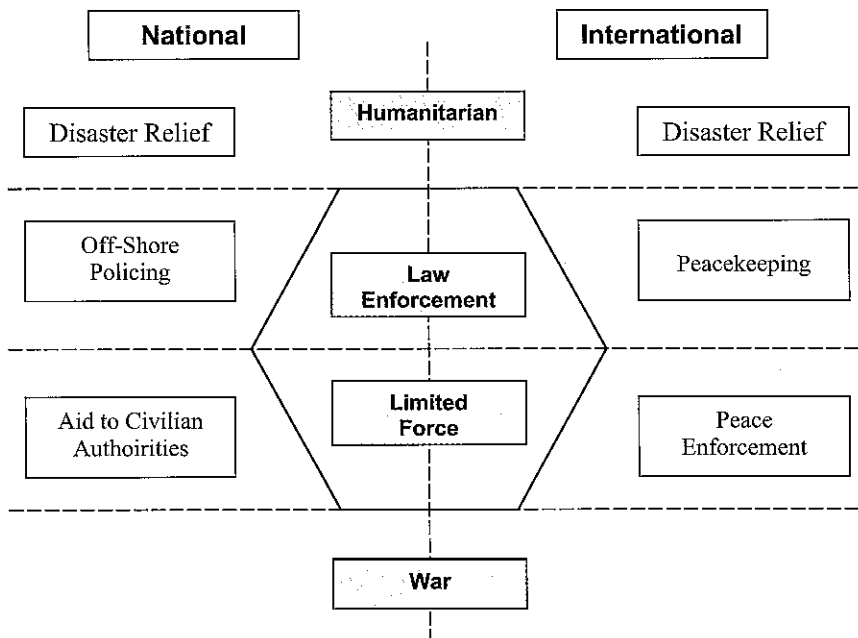 National
International
Humanitarian
Disaster Relief
Disaster Relief
Off-Shore
Policing
Law
Enforcement
Peacekeeping
Aid to Civilian
Authoirities
Limited
Force
Peace
Enforcement
War